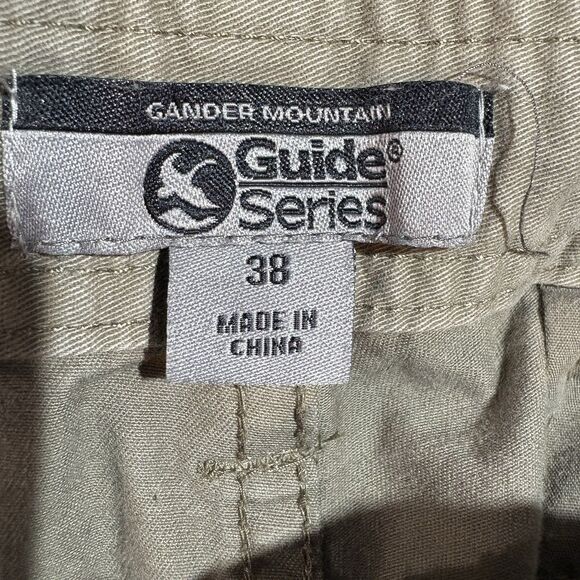 GANDER MOUNTAIN
Guide®
Series
38
MADE IN
CHINA